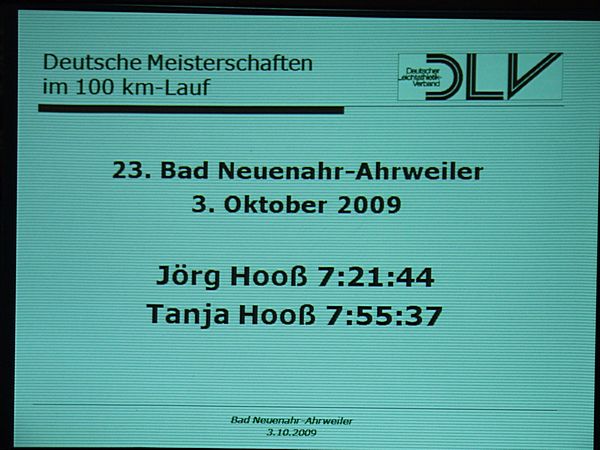 Deutsche Meisterschaften
im 100 km-Lauf
Deutscher
Leichtathletik-
Verband
DLV
23. Bad Neuenahr-Ahrweiler
3. Oktober 2009
Jörg Hooß 7:21:44
Tanja Hooß 7:55:37
Bad Neuenahr-Ahrweiler
3.10.2009